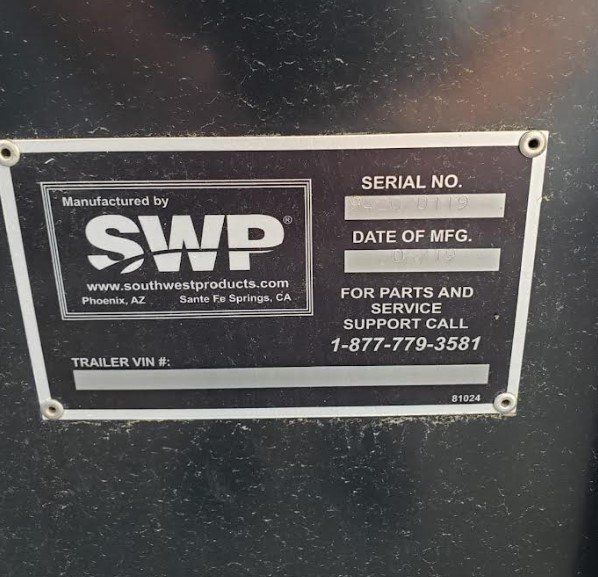 Manufactured by
SWP®
www.southwestproducts.com
Phoenix, AZ Sante Fe Springs, CA
SERIAL NO.
DATE OF MFG.
FOR PARTS AND
SERVICE
SUPPORT CALL
1-877-779-3581
TRAILER VIN #:
81024